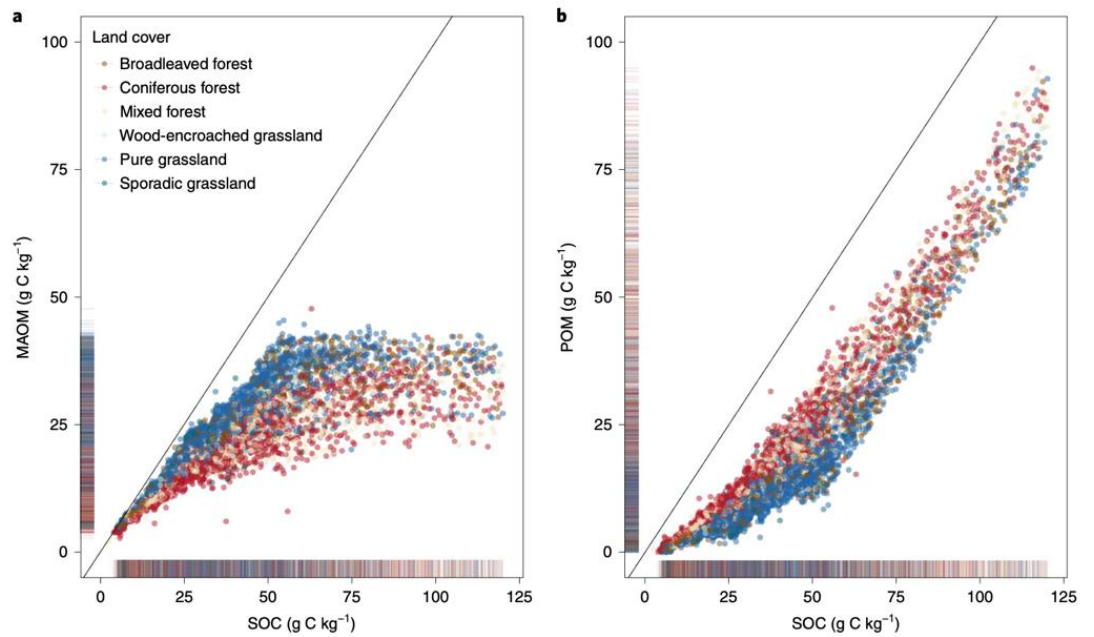 a
Land cover
Broadleaved forest
Coniferous forest
Mixed forest
Wood-encroached grassland
Pure grassland
Sporadic grassland
100
75
50
25
0
MAOM (g C kg⁻¹)
0 25 50 75 100 125
SOC (g C kg⁻¹)
b
100
75
50
25
0
POM (g C kg⁻¹)
0 25 50 75 100 125
SOC (g C kg⁻¹)